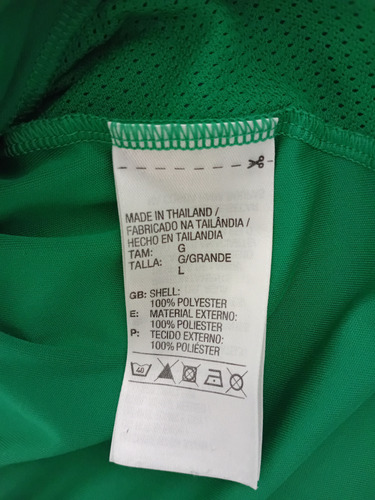 MADE IN THAILAND /
FABRICADO NA TAILÂNDIA /
HECHO EN TAILANDIA
TAM: G
TALLA: G/GRANDE
L
GB: SHELL:
100% POLYESTER
E: MATERIAL EXTERNO:
100% POLIESTER
P: TECIDO EXTERNO:
100% POLIÉSTER
40